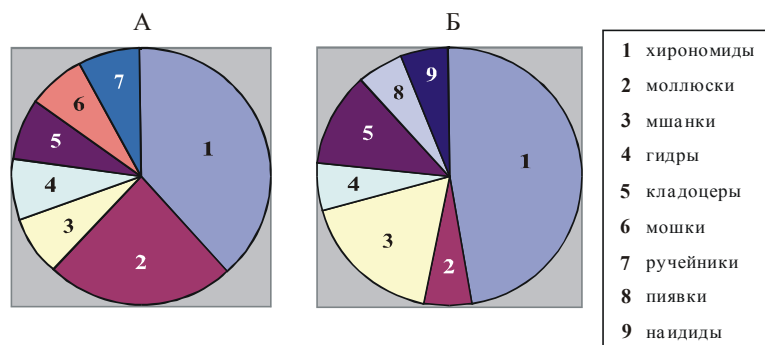 А
Б
7
6
5
4
3
2
1
9
8
5
4
3
2
1
1 хирономиды
2 моллюски
3 мшанки
4 гидры
5 кладоцеры
6 мошки
7 ручейники
8 пиявки
9 наидиды